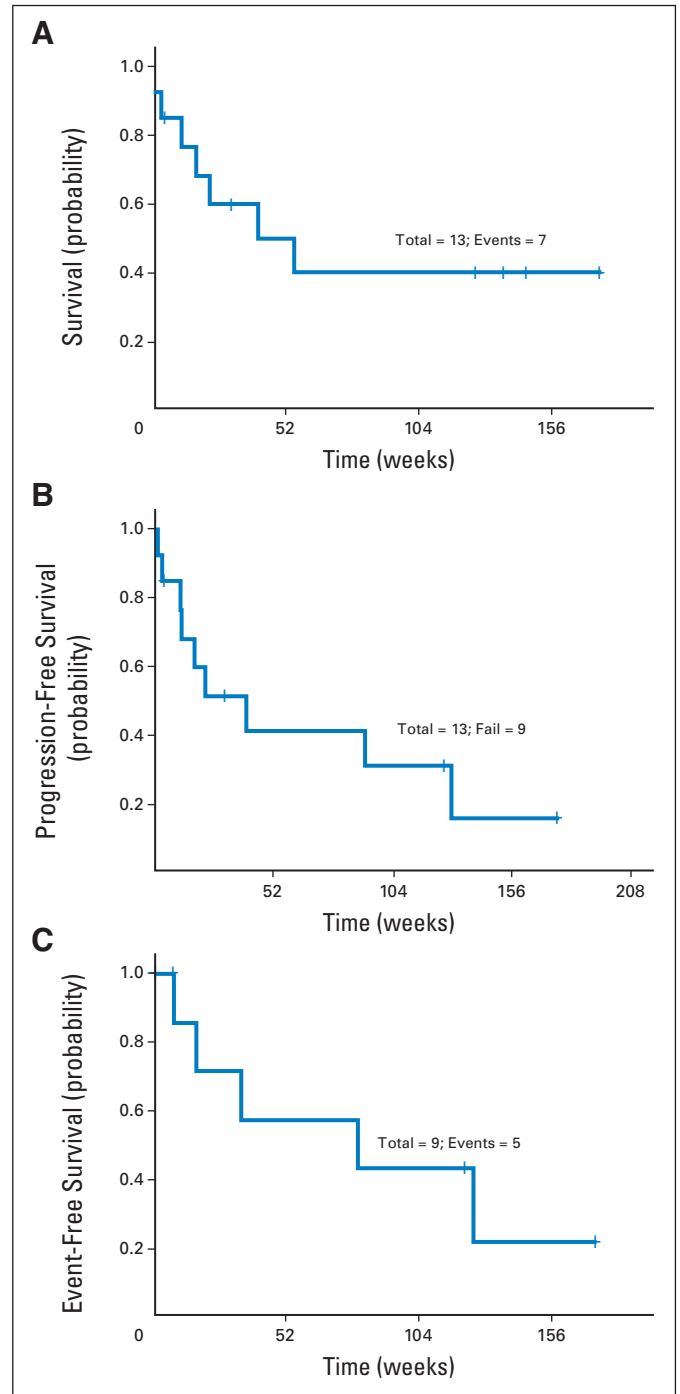 A
Survival (probability)
1.0
0.8
0.6
0.4
0.2
Total = 13; Events = 7
0 52 104 156
Time (weeks)
B
Progression-Free Survival
(probability)
1.0
0.8
0.6
0.4
0.2
Total = 13; Fail = 9
52 104 156 208
Time (weeks)
C
Event-Free Survival (probability)
1.0
0.8
0.6
0.4
0.2
Total = 9; Events = 5
0 52 104 156
Time (weeks)